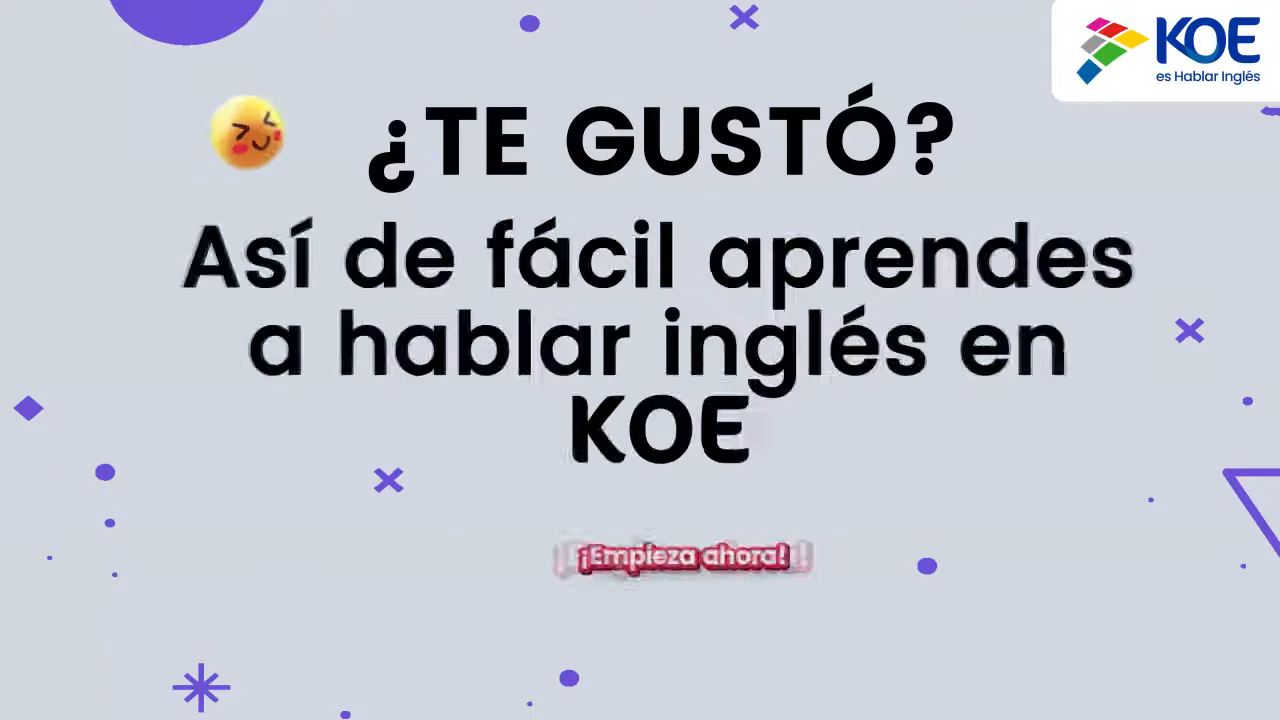 KOE
es Hablar Inglés
¿TE GUSTÓ?
Así de fácil aprendes
a hablar inglés en
KOE
¡Empieza ahora!